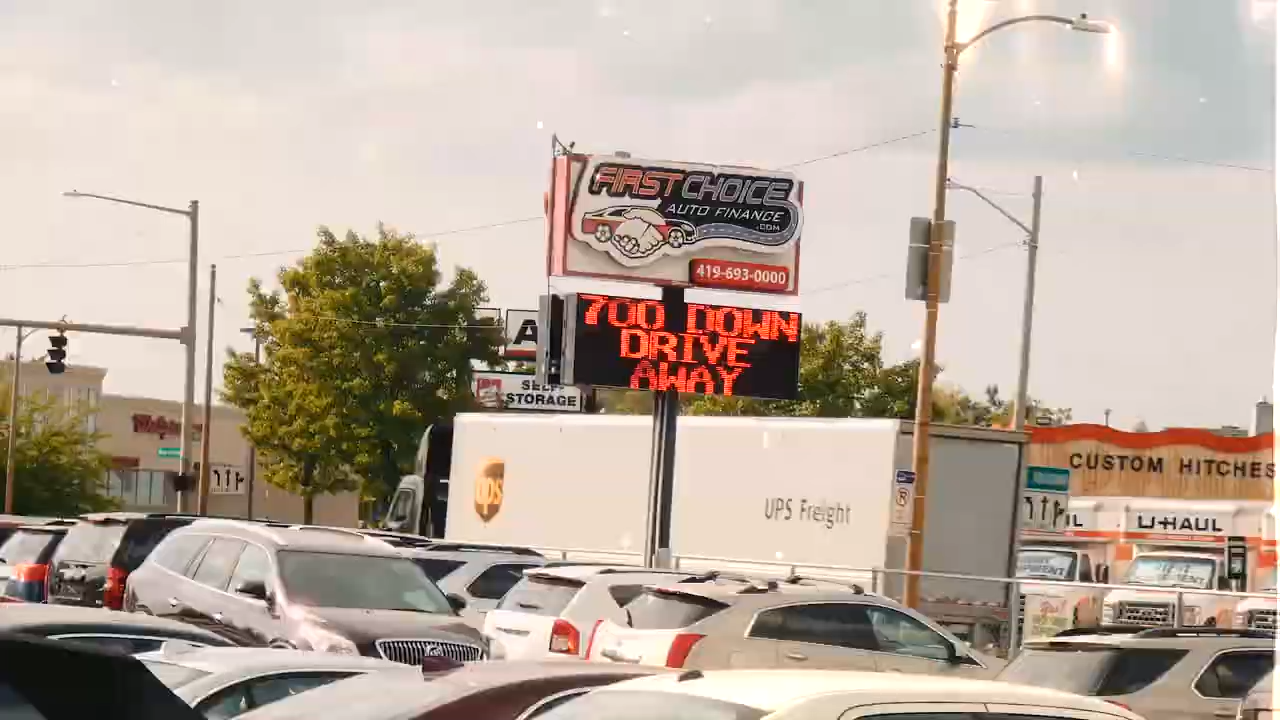 FIRST CHOICE
AUTO FINANCE
.COM
419-693-0000
700 DOWN
DRIVE
AWAY
A
SELF
STORAGE
Walgreens
ups
UPS Freight
CUSTOM HITCHES
U-HAUL